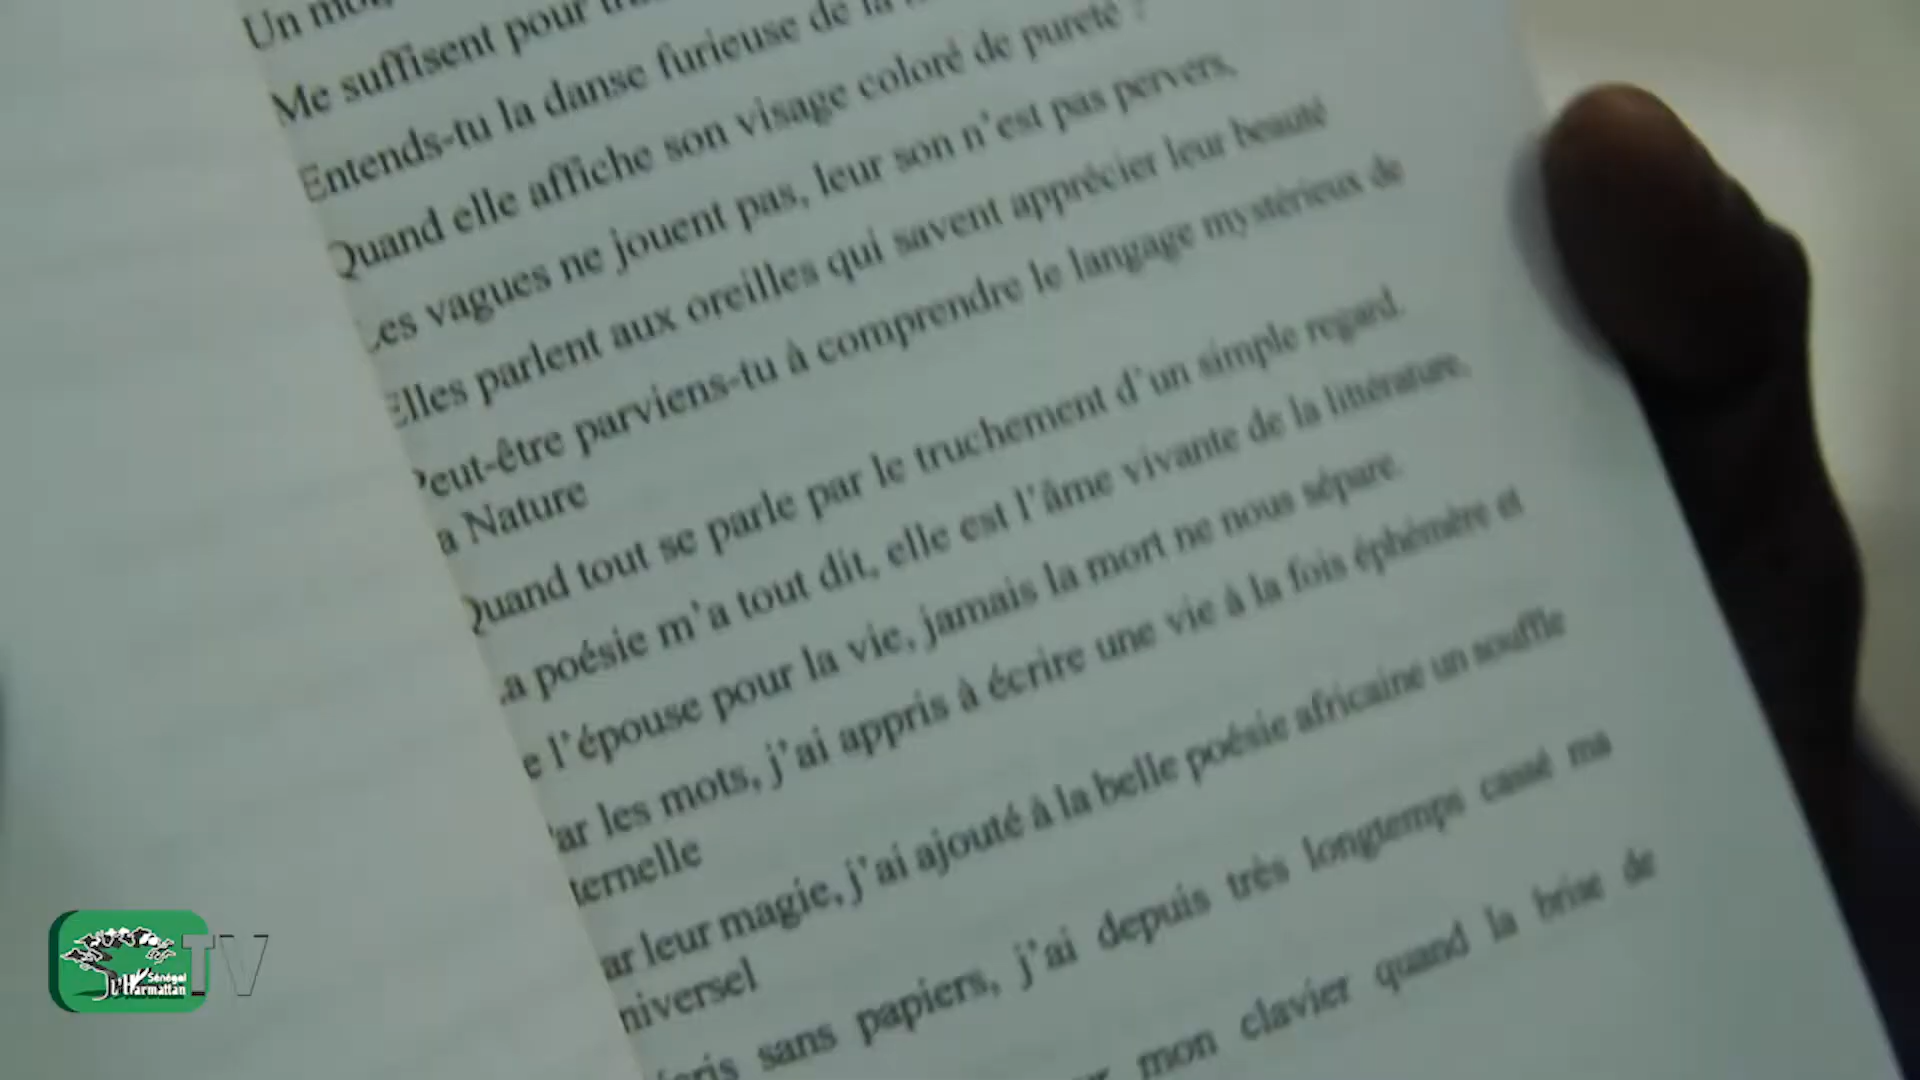 Un mot,
Me suffisent pour
Entends-tu la danse furieuse de la
Quand elle affiche son visage coloré de pureté ?
Les vagues ne jouent pas, leur son n'est pas pervers,
Elles parlent aux oreilles qui savent apprécier leur beauté
Peut-être parviens-tu à comprendre le langage mystérieux de
a Nature
Quand tout se parle par le truchement d'un simple regard.
a poésie m'a tout dit, elle est l'âme vivante de la littérature,
e l'épouse pour la vie, jamais la mort ne nous sépare.
ar les mots, j'ai appris à écrire une vie à la fois éphémère et
ternelle
ar leur magie, j'ai ajouté à la belle poésie africaine un souffle
niversel
cris sans papiers, j'ai depuis très longtemps cassé ma
mon clavier quand la brise de
L'Harmattan Sénégal TV